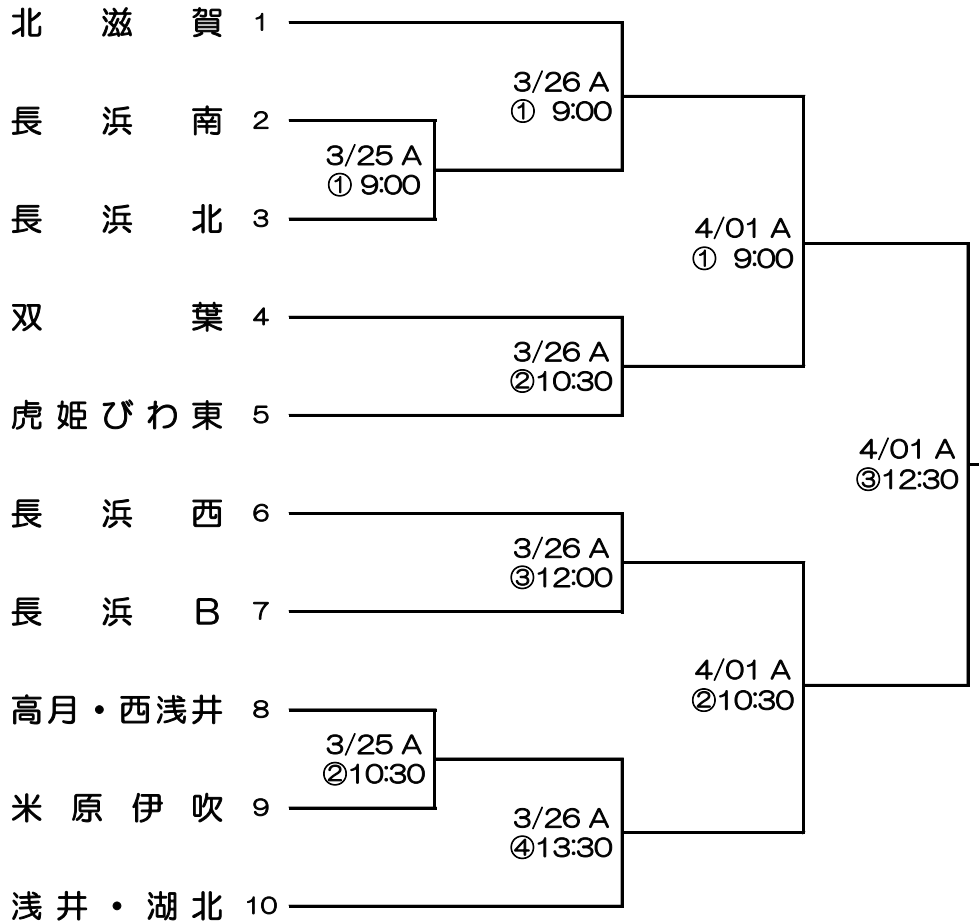 北滋賀 1
3/26 A
① 9:00
長浜南 2
3/25 A
① 9:00
長浜北 3
4/01 A
① 9:00
双葉 4
3/26 A
②10:30
虎姫びわ東 5
4/01 A
③12:30
長浜西 6
3/26 A
③12:00
長浜B 7
4/01 A
②10:30
高月・西浅井 8
3/25 A
②10:30
米原伊吹 9
3/26 A
④13:30
浅井・湖北 10